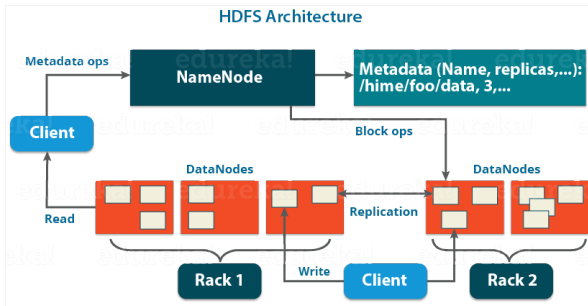 HDFS Architecture
Metadata ops
NameNode
Metadata (Name, replicas,...):
/hime/foo/data, 3,...
Client
Block ops
DataNodes
DataNodes
Read
Replication
Rack 1
Write
Client
Rack 2
edureka!